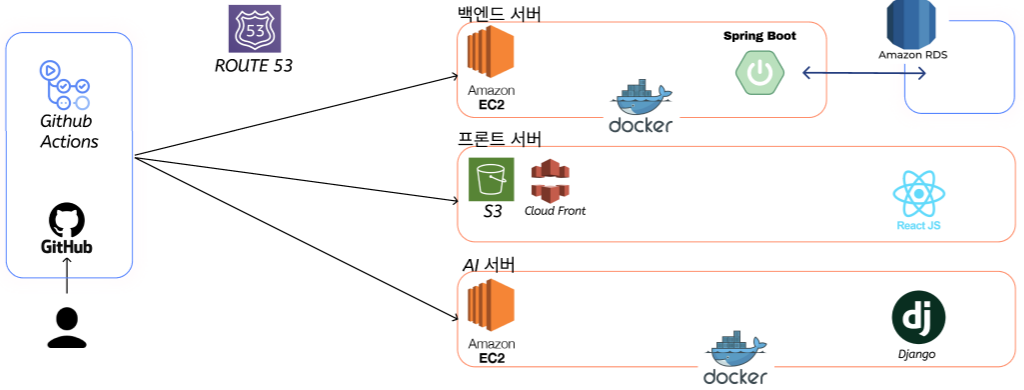 Github
Actions
GitHub
53
ROUTE 53
백엔드 서버
Amazon
EC2
docker
Spring Boot
Amazon RDS
프론트 서버
S3
Cloud Front
React JS
AI 서버
Amazon
EC2
docker
dj
Django